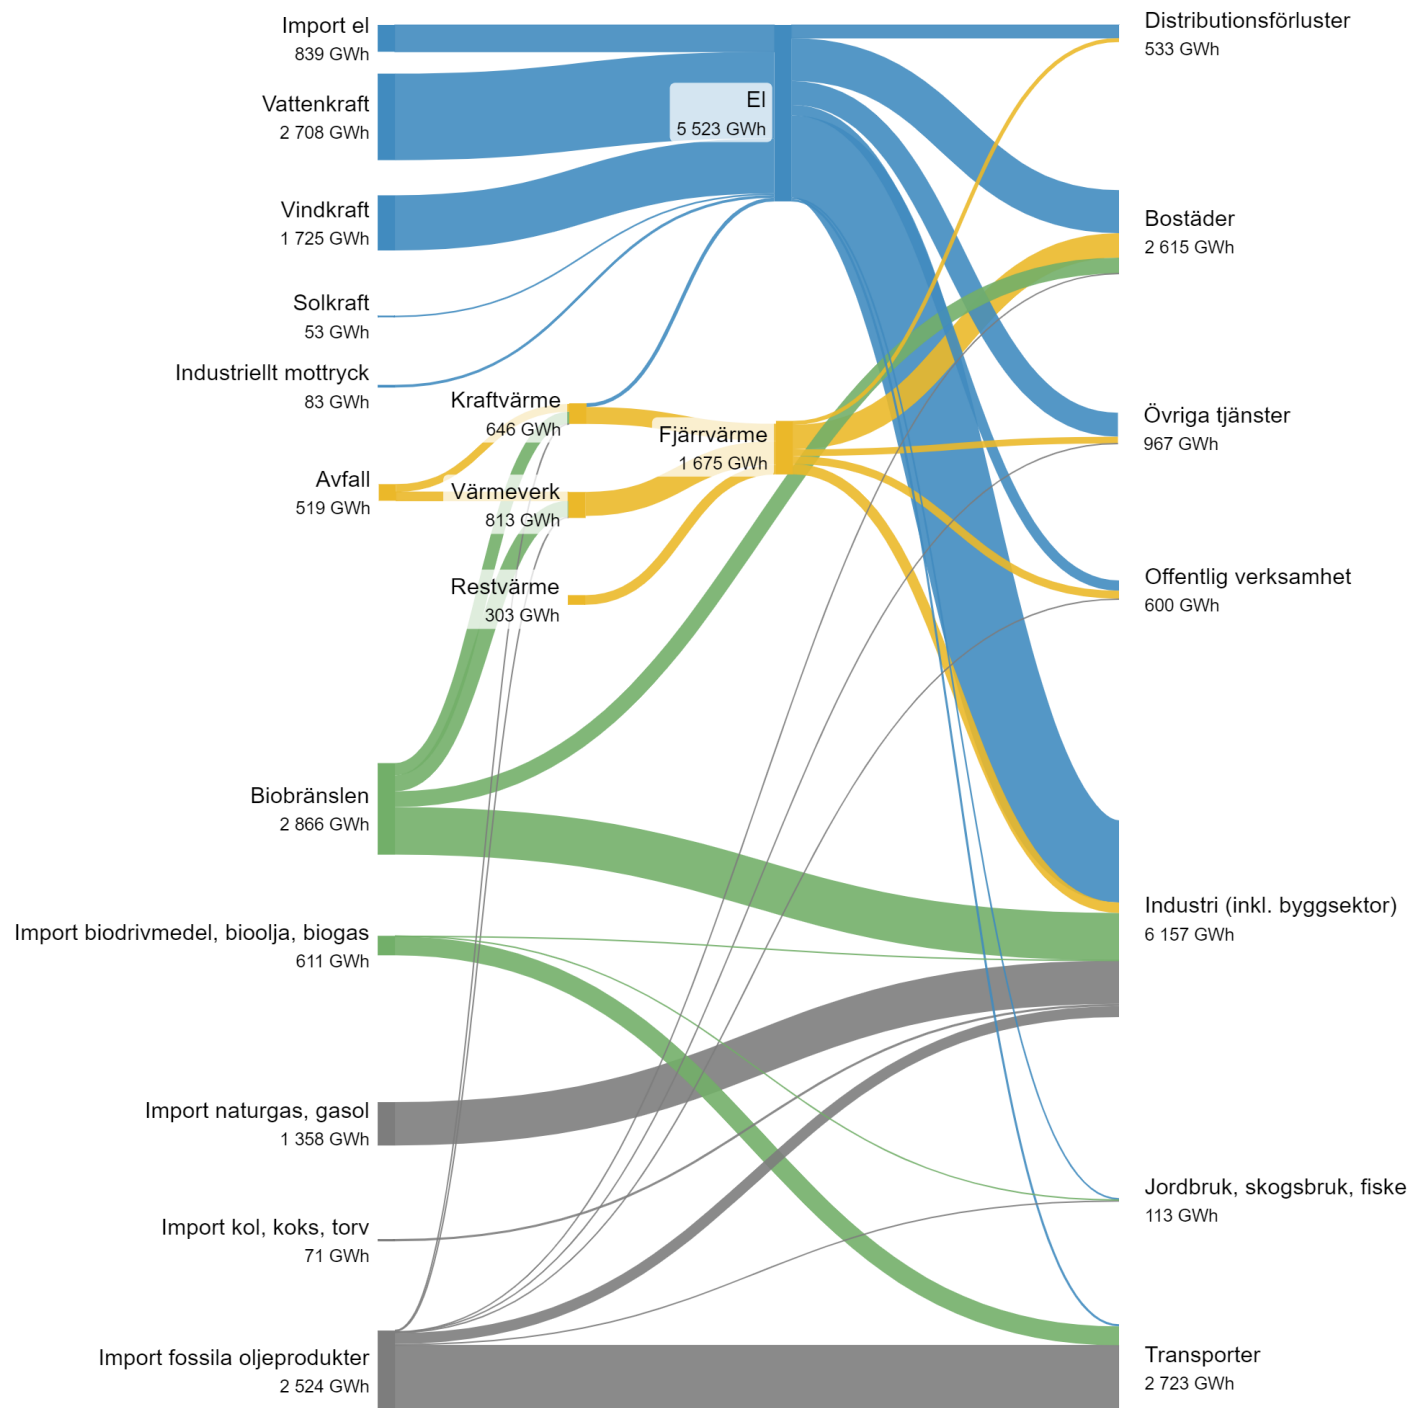 Import el
839 GWh
Vattenkraft
2 708 GWh
Vindkraft
1 725 GWh
Solkraft
53 GWh
Industriellt mottryck
83 GWh
Avfall
519 GWh
Biobränslen
2 866 GWh
Import biodrivmedel, bioolja, biogas
611 GWh
Import naturgas, gasol
1 358 GWh
Import kol, koks, torv
71 GWh
Import fossila oljeprodukter
2 524 GWh
Kraftvärme
646 GWh
Värmeverk
813 GWh
Restvärme
303 GWh
El
5 523 GWh
Fjärrvärme
1 675 GWh
Distributionsförluster
533 GWh
Bostäder
2 615 GWh
Övriga tjänster
967 GWh
Offentlig verksamhet
600 GWh
Industri (inkl. byggsektor)
6 157 GWh
Jordbruk, skogsbruk, fiske
113 GWh
Transporter
2 723 GWh